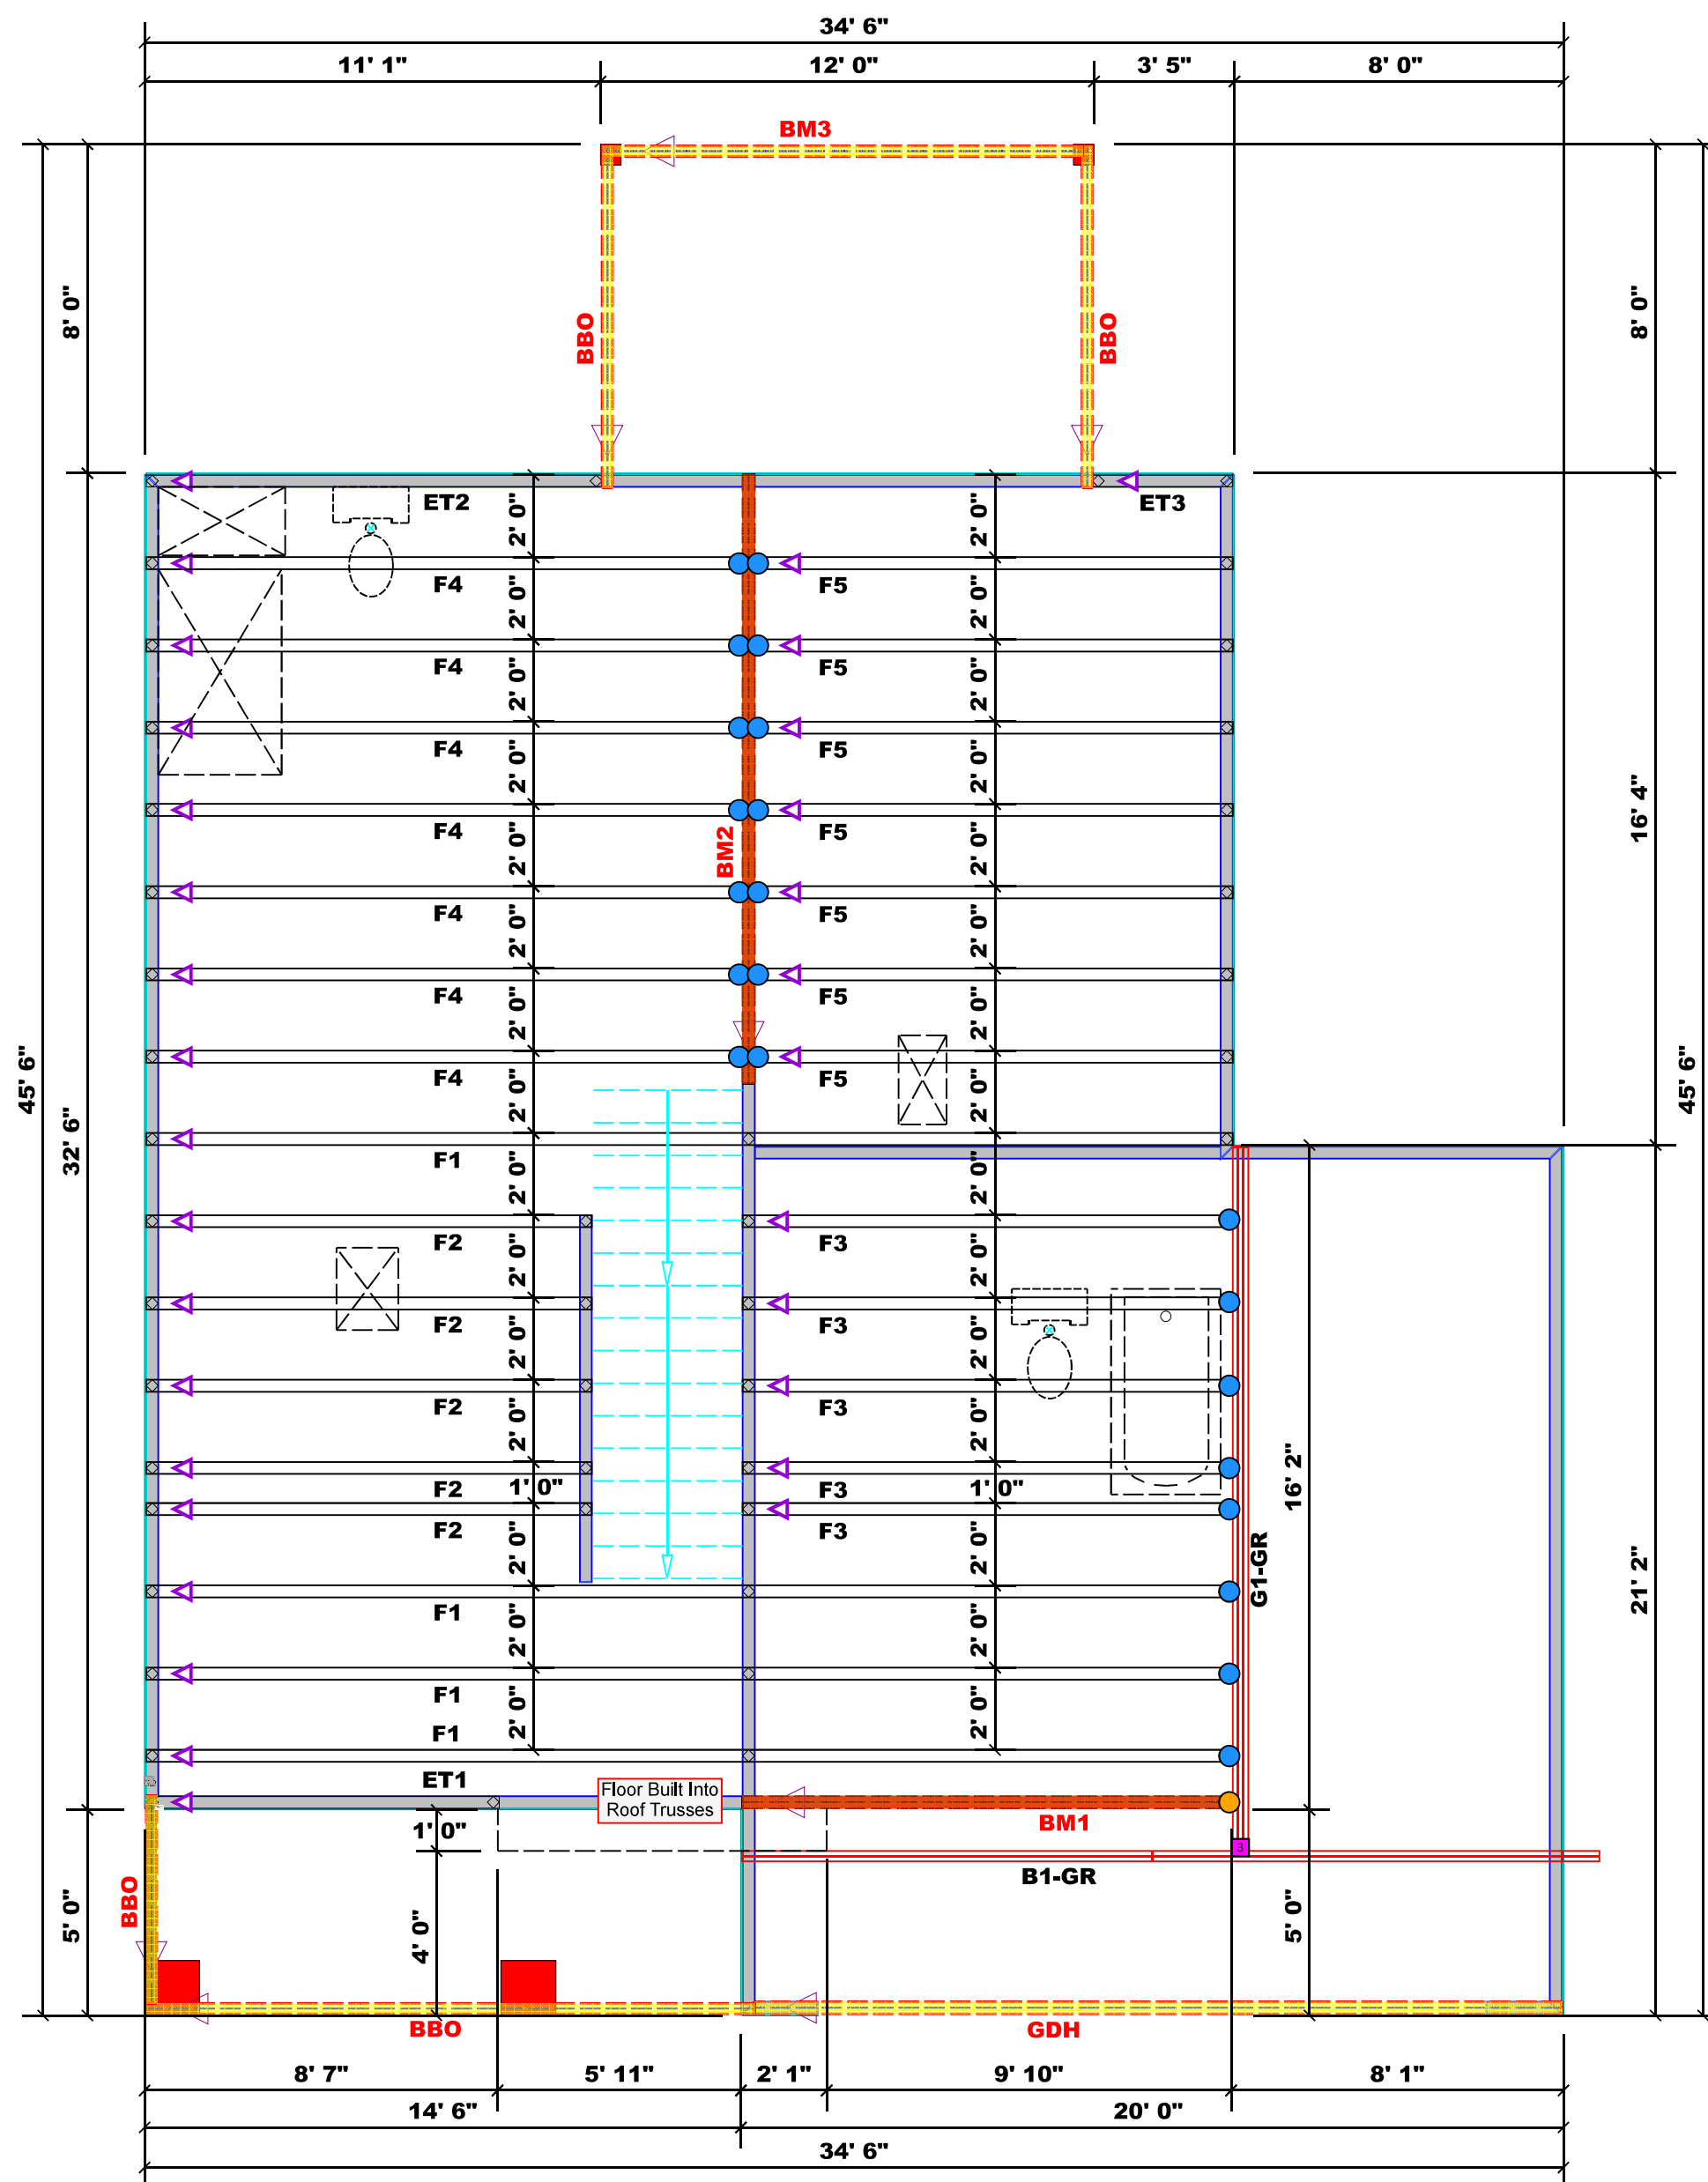 34' 6"
11' 1" 12' 0" 3' 5" 8' 0"
BM3
8' 0" BBO BBO 8' 0"
ET2 2' 0" 2' 0" ET3
F4 F5
2' 0" 2' 0"
F4 F5
2' 0" 2' 0"
F4 F5
2' 0" 2' 0" 16' 4"
F4 BM2 F5
2' 0" 2' 0"
F4 F5
2' 0" 2' 0"
F4 F5
2' 0" 2' 0"
45' 6" F4 F5 45' 6"
32' 6" 2' 0" 2' 0"
F1
2' 0" 2' 0"
F2 F3
2' 0" 2' 0"
F2 F3
2' 0" 2' 0"
F2 F3
2' 0" 2' 0" 16' 2"
F2 1' 0" F3 1' 0"
F2 F3
2' 0" 2' 0" G1-GR 21' 2"
F1
2' 0" 2' 0"
F1
F1 2' 0" 2' 0"
ET1 Floor Built Into
Roof Trusses
1' 0" BM1
3
B1-GR
5' 0" BBO 4' 0" 5' 0"
BBO GDH
8' 7" 5' 11" 2' 1" 9' 10" 8' 1"
14' 6" 20' 0"
34' 6"